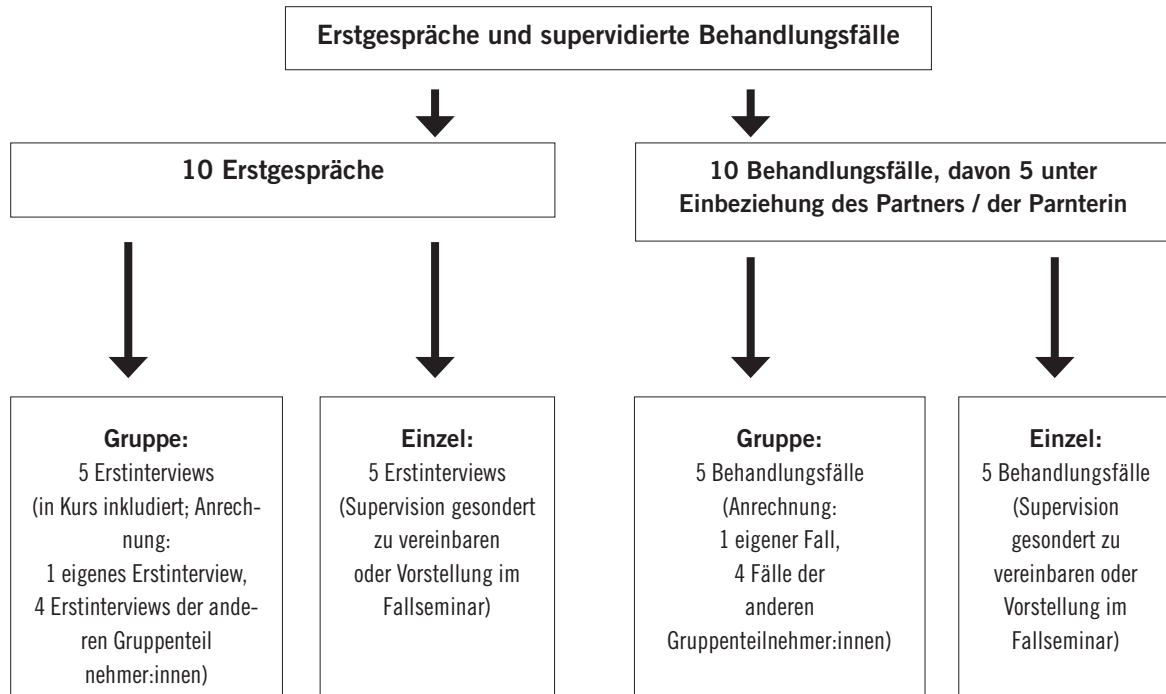 Erstgespräche und supervidierte Behandlungsfälle
10 Erstgespräche
10 Behandlungsfälle, davon 5 unter
Einbeziehung des Partners / der Parnterin
Gruppe:
5 Erstinterviews
(in Kurs inkludiert; Anrech-
nung:
1 eigenes Erstinterview,
4 Erstinterviews der ande-
ren Gruppenteil
nehmer:innen)
Einzel:
5 Erstinterviews
(Supervision gesondert
zu vereinbaren
oder Vorstellung im
Fallseminar)
Gruppe:
5 Behandlungsfälle
(Anrechnung:
1 eigener Fall,
4 Fälle der
anderen
Gruppenteilnehmer:innen)
Einzel:
5 Behandlungsfälle
(Supervision
gesondert zu
vereinbaren oder
Vorstellung im
Fallseminar)